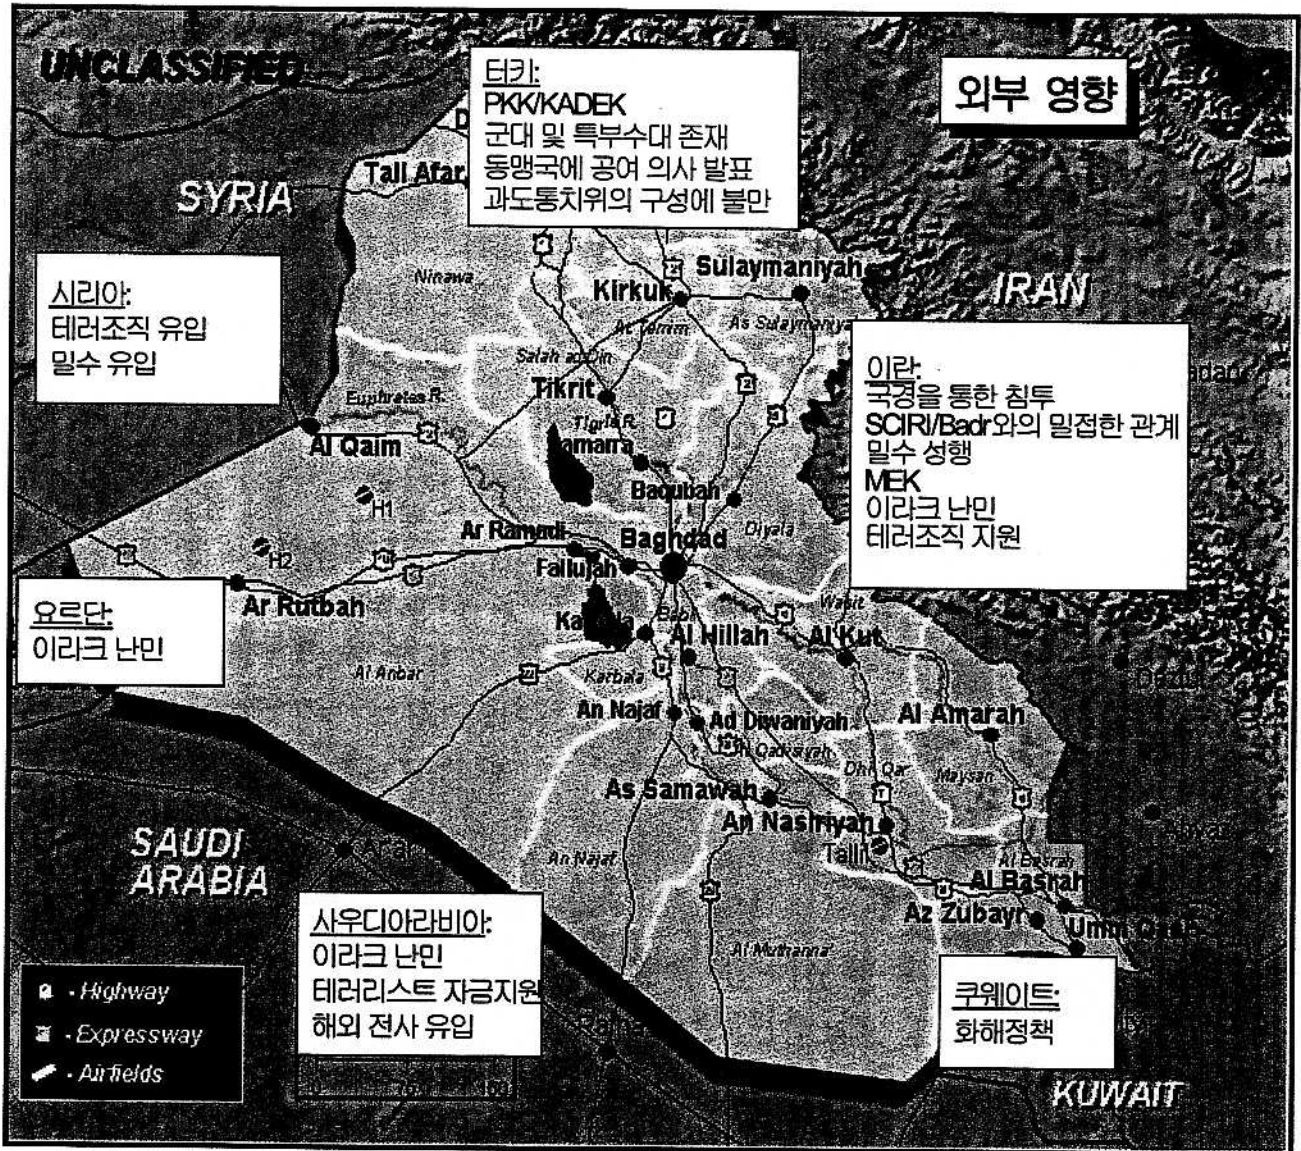 UNCLASSIFIED
외부 영향
터키:
PKK/KADEK
군대 및 특부수대 존재
동맹국에 공여 의사 발표
과도통치위의 구성에 불만
Tall Afar
SYRIA
Ninawa
Kirkuk
Sulaymaniyah
IRAN
시리아:
테러조직 유입
밀수 유입
At Tamim
As Sulaymaniyah
Salah ad Din
Tikrit
이란:
국경을 통한 침투
SCIRI/Badr와의 밀접한 관계
밀수 성행
MEK
이라크 난민
테러조직 지원
Euphrates R.
Tigris R.
Al Qaim
amarra
Baqubah
H1
Diyala
Ar Ramadi
Baghdad
H2
Fallujah
Ar Rutbah
Wasit
요르단:
이라크 난민
Al Hillah
Al Kut
Al Anbar
Karbala
An Najaf
Ad Diwaniyah
Al Amarah
Qadisiyah
Dhi Qar
Maysan
As Samawah
An Nasiriyah
Tallil
SAUDI
ARABIA
Arar
An Najaf
Al Basrah
Al Basrah
Az Zubayr
Umm Qasr
Al Muthanna
사우디아라비아:
이라크 난민
테러리스트 자금지원
해외 전사 유입
쿠웨이트:
화해정책
- Highway
- Expressway
- Airfields
KUWAIT